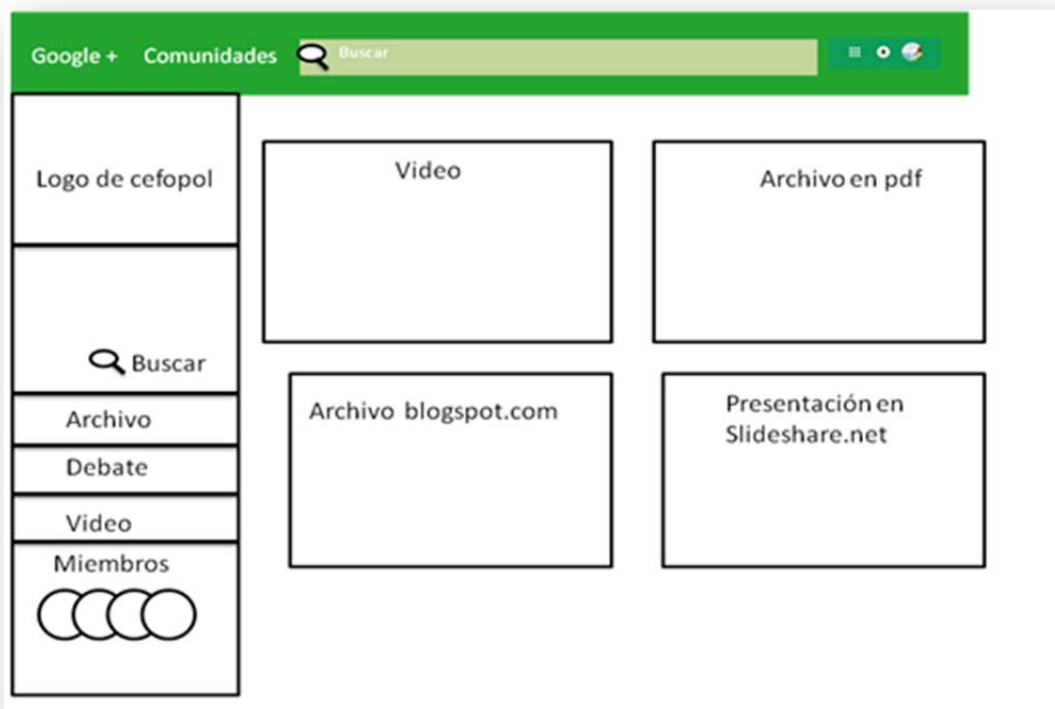 Google + Comunidades Buscar
Logo de cefopol
Buscar
Archivo
Debate
Video
Miembros
Video
Archivo en pdf
Archivo blogspot.com
Presentación en
Slideshare.net